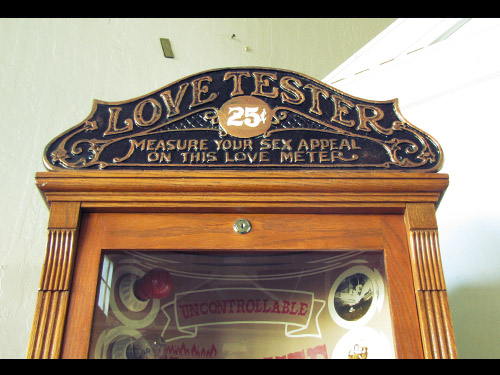 LOVE TESTER
25¢
MEASURE YOUR SEX APPEAL
ON THIS LOVE METER
UNCONTROLLABLE